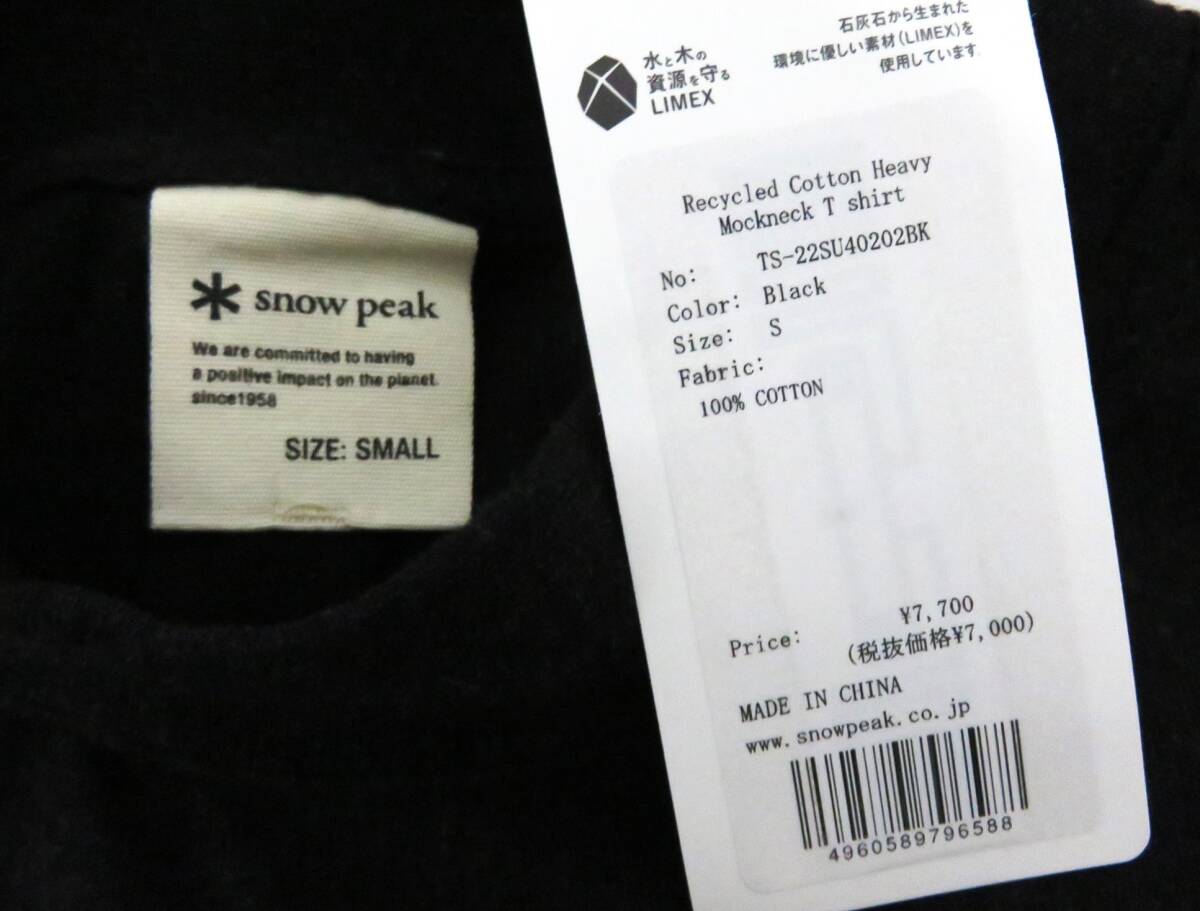 snow peak
We are committed to having
a positive impact on the planet.
since1958
SIZE: SMALL
水と木の
資源を守る
LIMEX
石灰石から生まれた
環境に優しい素材(LIMEX)を
使用しています
Recycled Cotton Heavy
Mockneck T shirt
No: TS-22SU40202BK
Color: Black
Size: S
Fabric:
100% COTTON
Price: ¥7,700
(税抜価格¥7,000)
MADE IN CHINA
www.snowpeak.co.jp
4960589796588